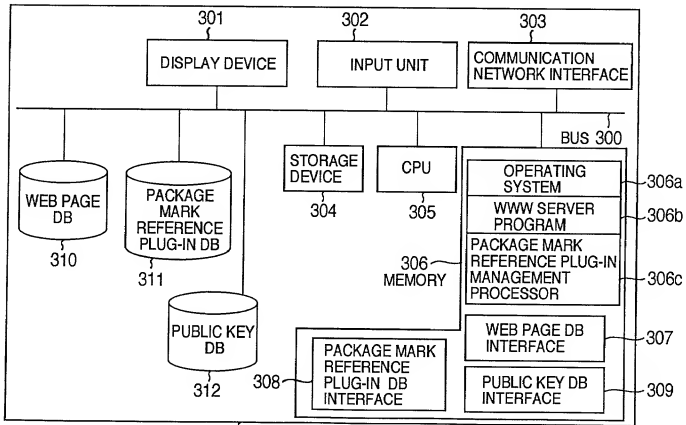 301
302
303
DISPLAY DEVICE
INPUT UNIT
COMMUNICATION
NETWORK INTERFACE
BUS 300
WEB PAGE
DB
310
PACKAGE
MARK
REFERENCE
PLUG-IN DB
311
PUBLIC KEY
DB
312
STORAGE
DEVICE
304
CPU
305
306
MEMORY
OPERATING
SYSTEM
306a
WWW SERVER
PROGRAM
306b
PACKAGE MARK
REFERENCE PLUG-IN
MANAGEMENT
PROCESSOR
306c
WEB PAGE DB
INTERFACE
307
308
PACKAGE MARK
REFERENCE
PLUG-IN DB
INTERFACE
PUBLIC KEY DB
INTERFACE
309